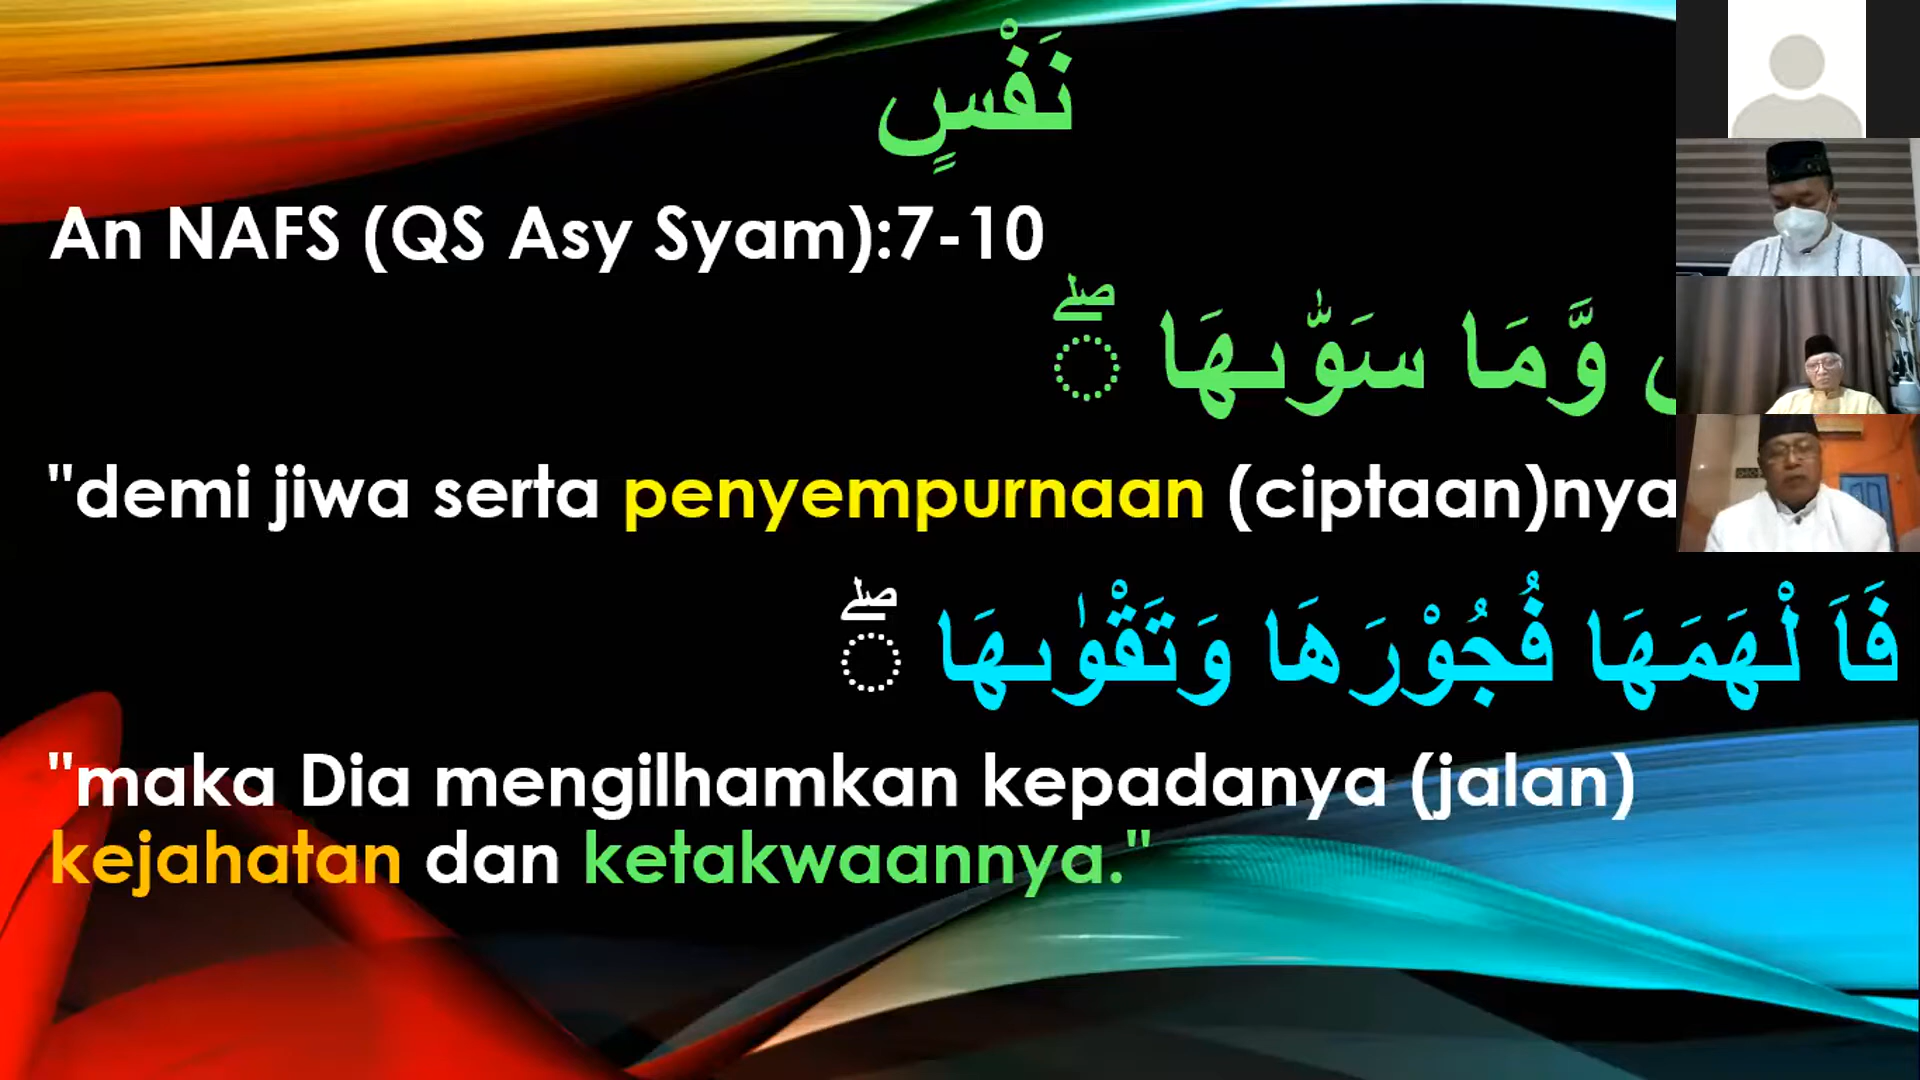 نَفْسٍ
An NAFS (QS Asy Syam):7-10
وَّمَا سَوّٰىهَا ۖ
"demi jiwa serta penyempurnaan (ciptaan)nya
فَاَ لْهَمَهَا فُجُوْرَهَا وَتَقْوٰىهَا ۖ
"maka Dia mengilhamkan kepadanya (jalan)
kejahatan dan ketakwaannya."